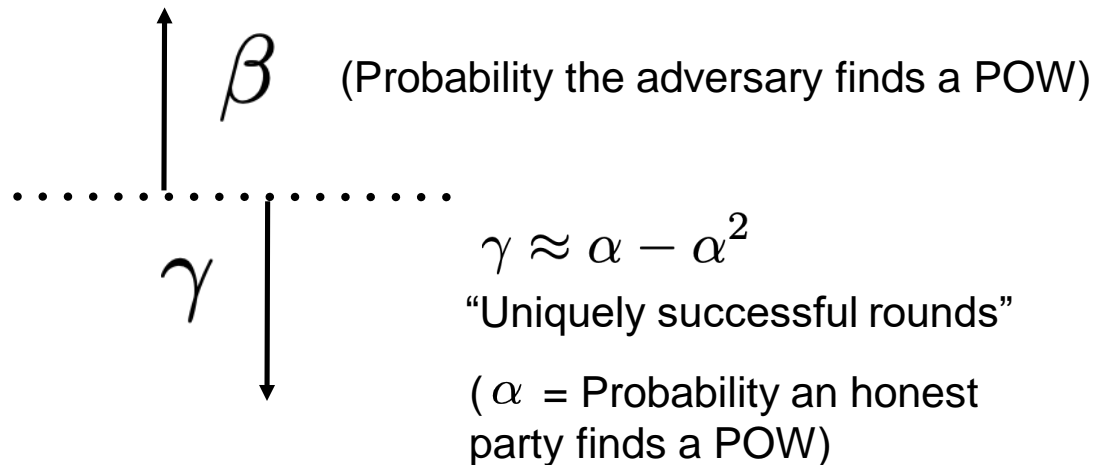 β (Probability the adversary finds a POW)
γ γ ≈ α − α²
“Uniquely successful rounds”
( α = Probability an honest
party finds a POW)